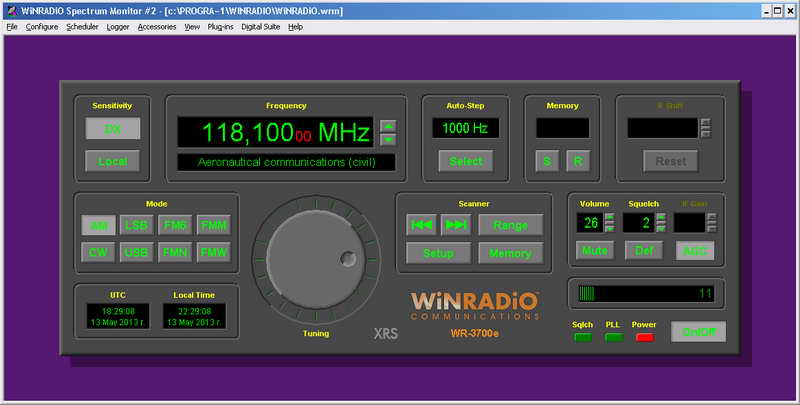 WiNRADiO Spectrum Monitor #2 - [c:\PROGRA~1\WINRADIO\WiNRADiO.wrm]
File Configure Scheduler Logger Accessories View Plug-ins Digital Suite Help
Sensitivity
DX
Local
Frequency
118,10000 MHz
Aeronautical communications (civil)
Auto-Step
1000 Hz
Select
Memory
S R
IF Shift
Reset
Mode
AM LSB FM6 FMM
CW USB FMN FMW
Scanner
Range
Setup Memory
Volume Squelch IF Gain
26 2
Mute Def AGC
UTC Local Time
18:29:08 22:29:08
13 May 2013 г. 13 May 2013 г.
Tuning
XRS
WiNRADiO™
COMMUNICATIONS
WR-3700e
11
Sqlch PLL Power
On/Off